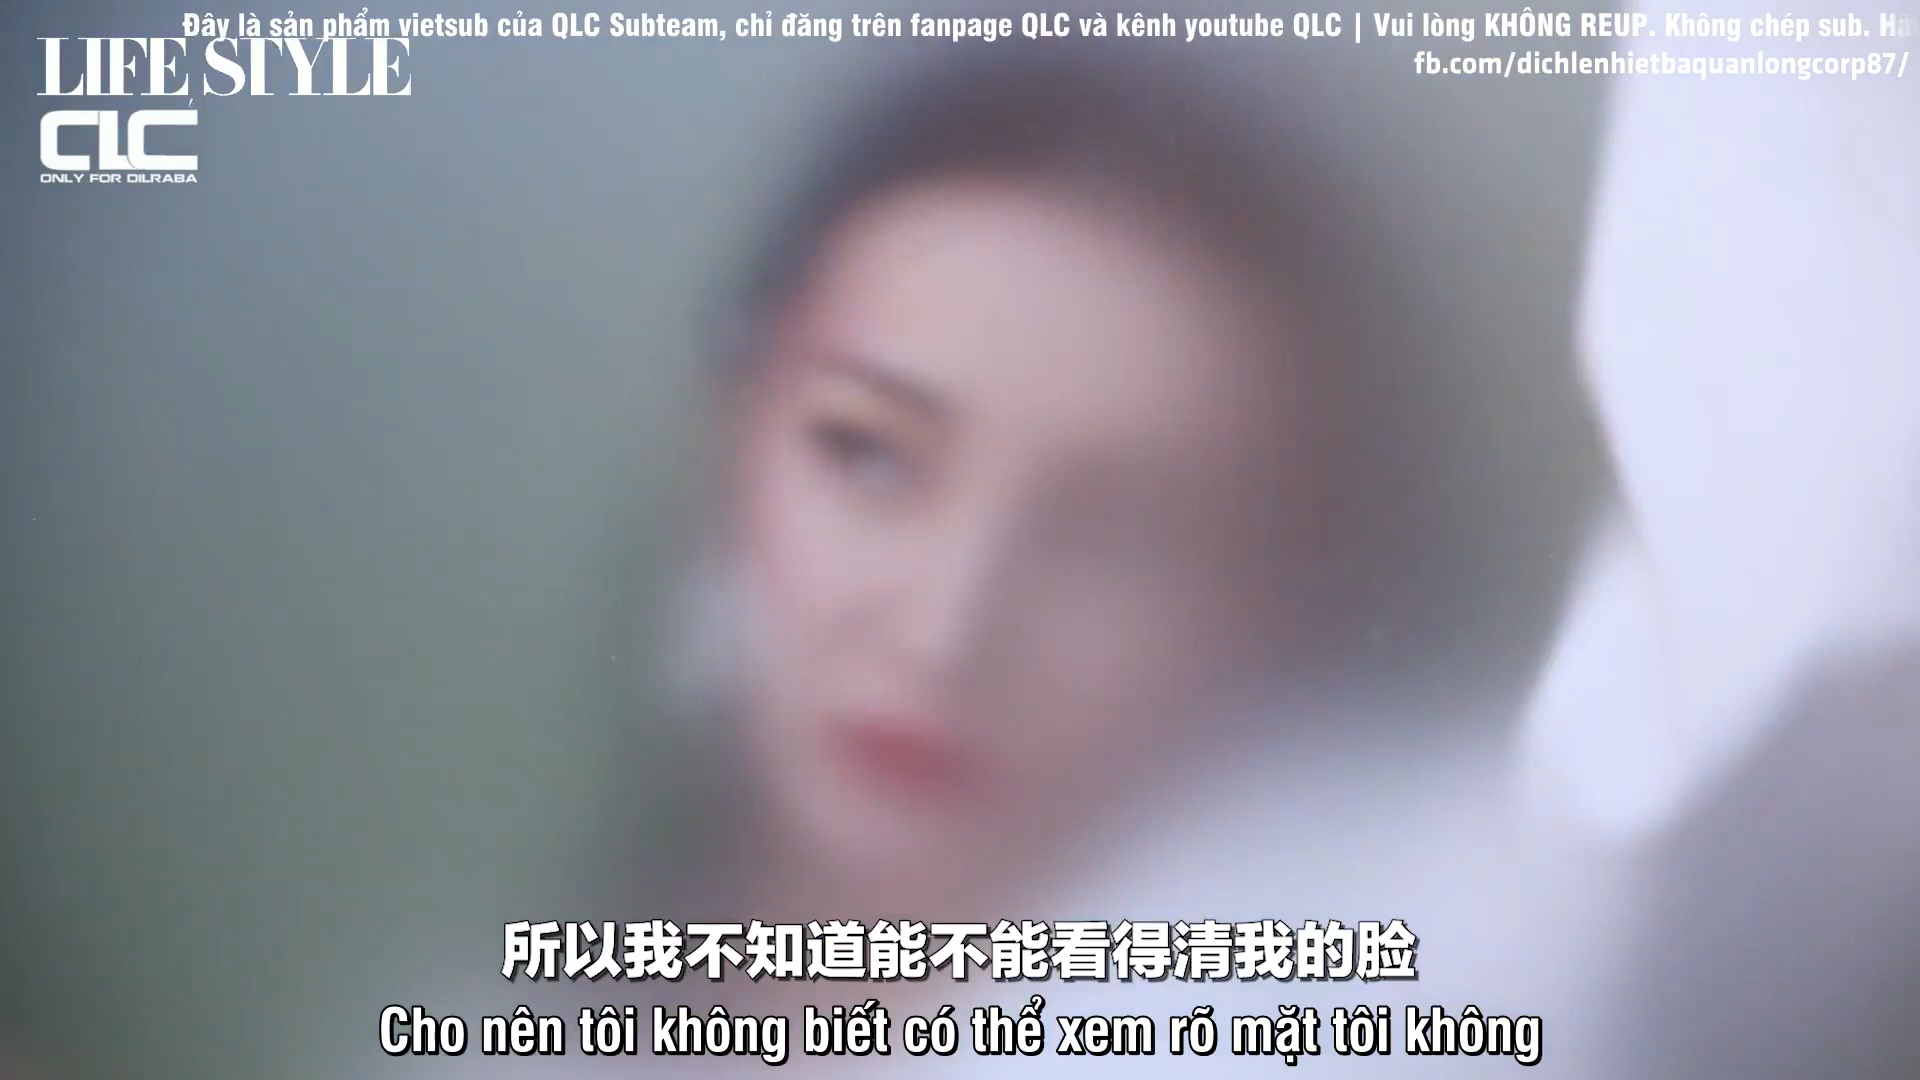 Đây là sản phẩm vietsub của QLC Subteam, chỉ đăng trên fanpage QLC và kênh youtube QLC | Vui lòng KHÔNG REUP. Không chép sub.
fb.com/dichlenhietbaquanlongcorp87/
LIFE STYLE
QLC
ONLY FOR DILRABA
所以我不知道能不能看得清我的脸
Cho nên tôi không biết có thể xem rõ mặt tôi không